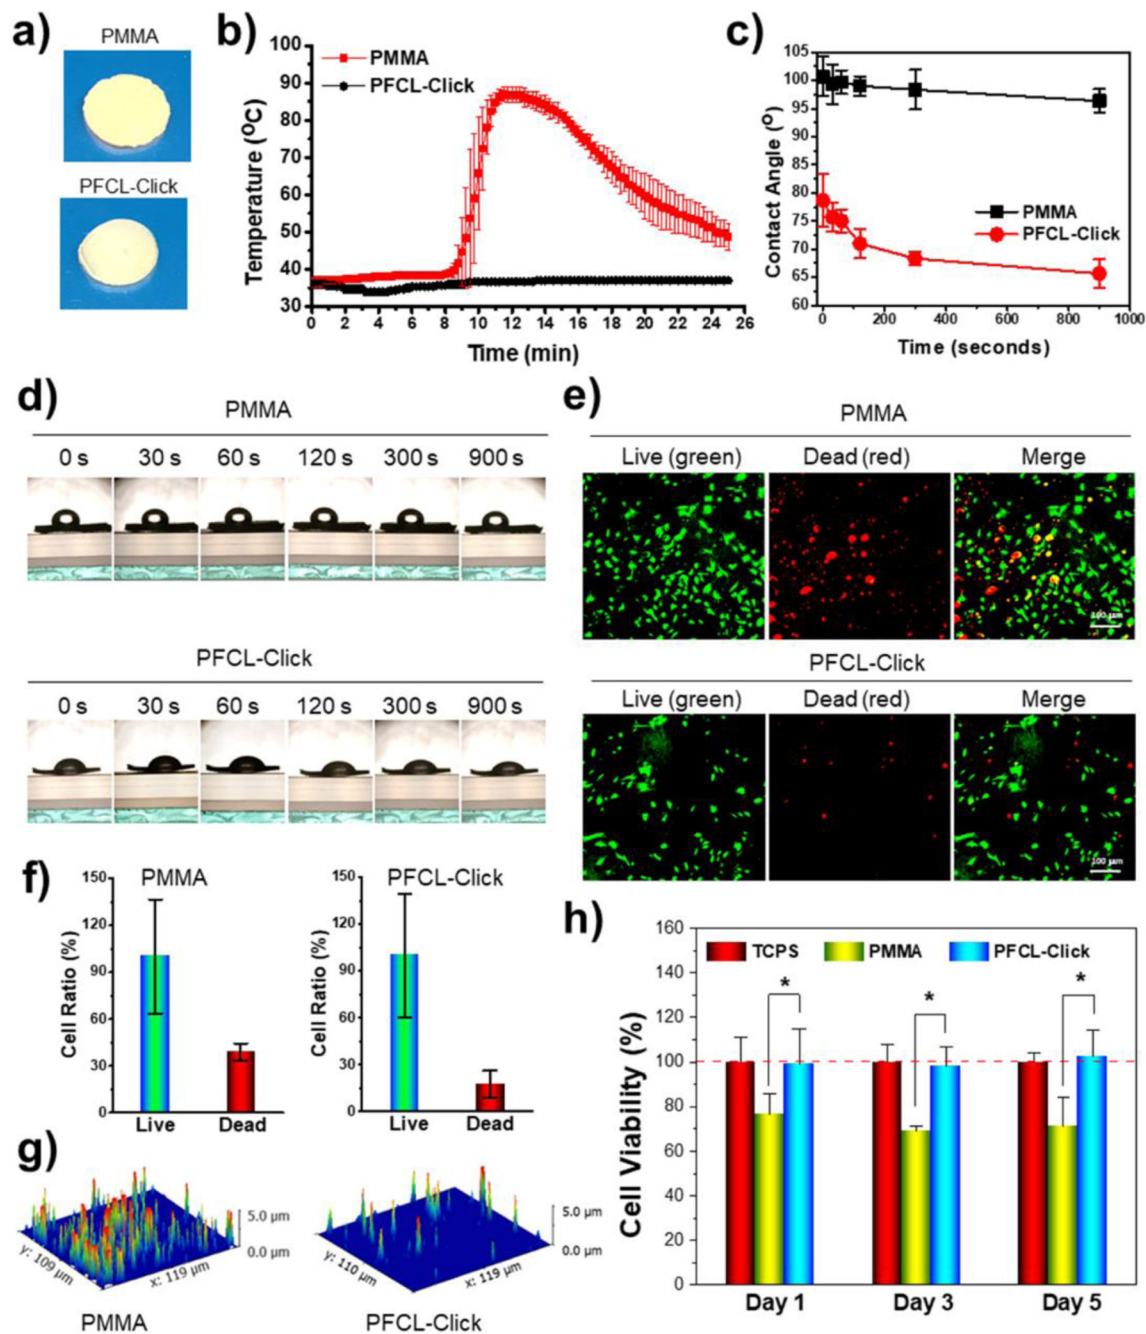 a)
PMMA
PFCL-Click
b)
100
90
80
70
60
50
40
30
Temperature (ºC)
PMMA
PFCL-Click
0 2 4 6 8 10 12 14 16 18 20 22 24 26
Time (min)
c)
105
100
95
90
85
80
75
70
65
60
Contact Angle (º)
PMMA
PFCL-Click
0 200 400 600 800 1000
Time (seconds)
d)
PMMA
0 s 30 s 60 s 120 s 300 s 900 s
PFCL-Click
0 s 30 s 60 s 120 s 300 s 900 s
e)
PMMA
Live (green) Dead (red) Merge
100 µm
PFCL-Click
Live (green) Dead (red) Merge
100 µm
f)
PMMA
150
120
90
60
30
0
Cell Ratio (%)
Live Dead
PFCL-Click
150
120
90
60
30
0
Cell Ratio (%)
Live Dead
g)
5.0 µm
0.0 µm
y: 109 µm
x: 119 µm
PMMA
5.0 µm
0.0 µm
y: 110 µm
x: 119 µm
PFCL-Click
h)
160
140
120
100
80
60
40
20
0
Cell Viability (%)
TCPS PMMA PFCL-Click
* * *
Day 1 Day 3 Day 5